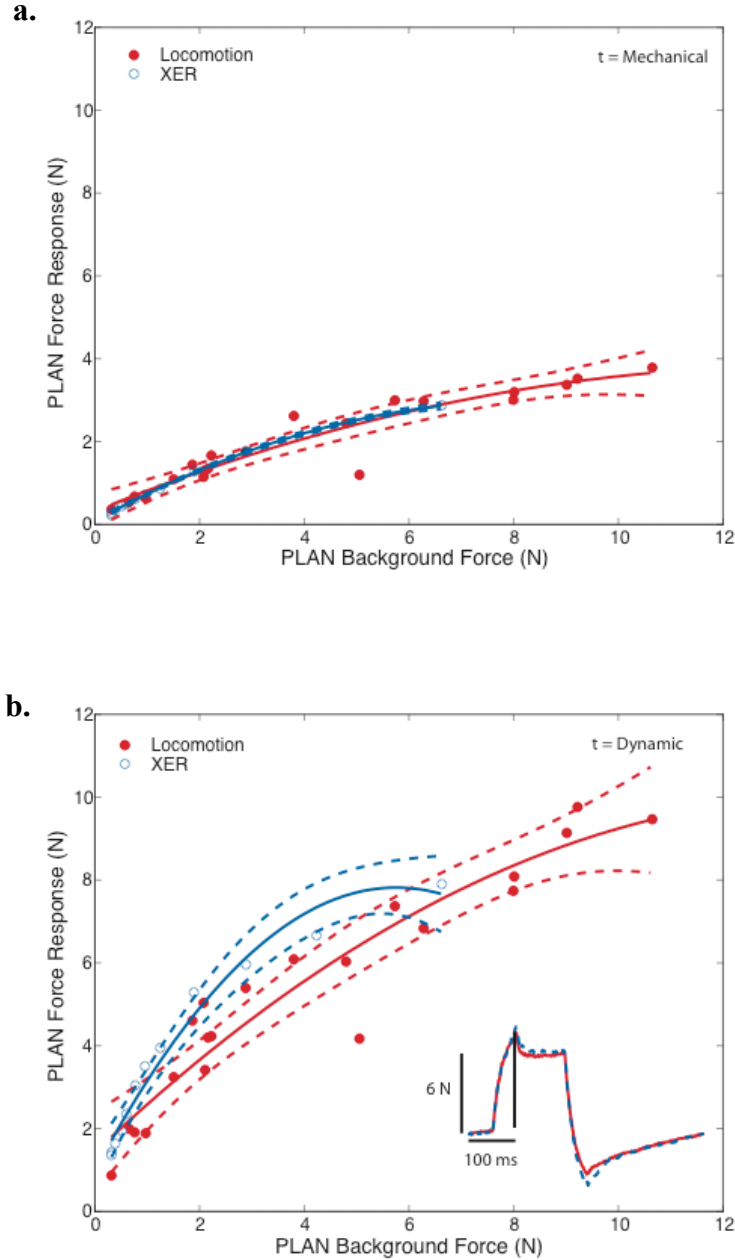 a.
12
10
8
6
4
2
0
PLAN Force Response (N)
Locomotion
XER
t = Mechanical
0 2 4 6 8 10 12
PLAN Background Force (N)
b.
12
10
8
6
4
2
0
PLAN Force Response (N)
Locomotion
XER
t = Dynamic
6 N
100 ms
0 2 4 6 8 10 12
PLAN Background Force (N)